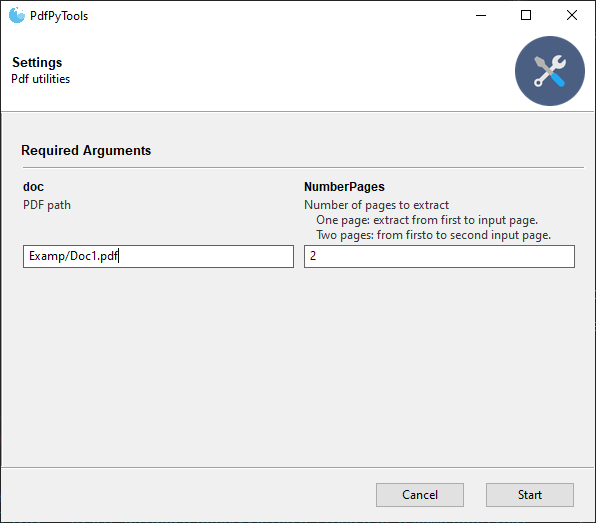 PdfPyTools
Settings
Pdf utilities
Required Arguments
doc
PDF path
Examp/Doc1.pdf
NumberPages
Number of pages to extract
One page: extract from first to input page.
Two pages: from firsto to second input page.
2
Cancel
Start